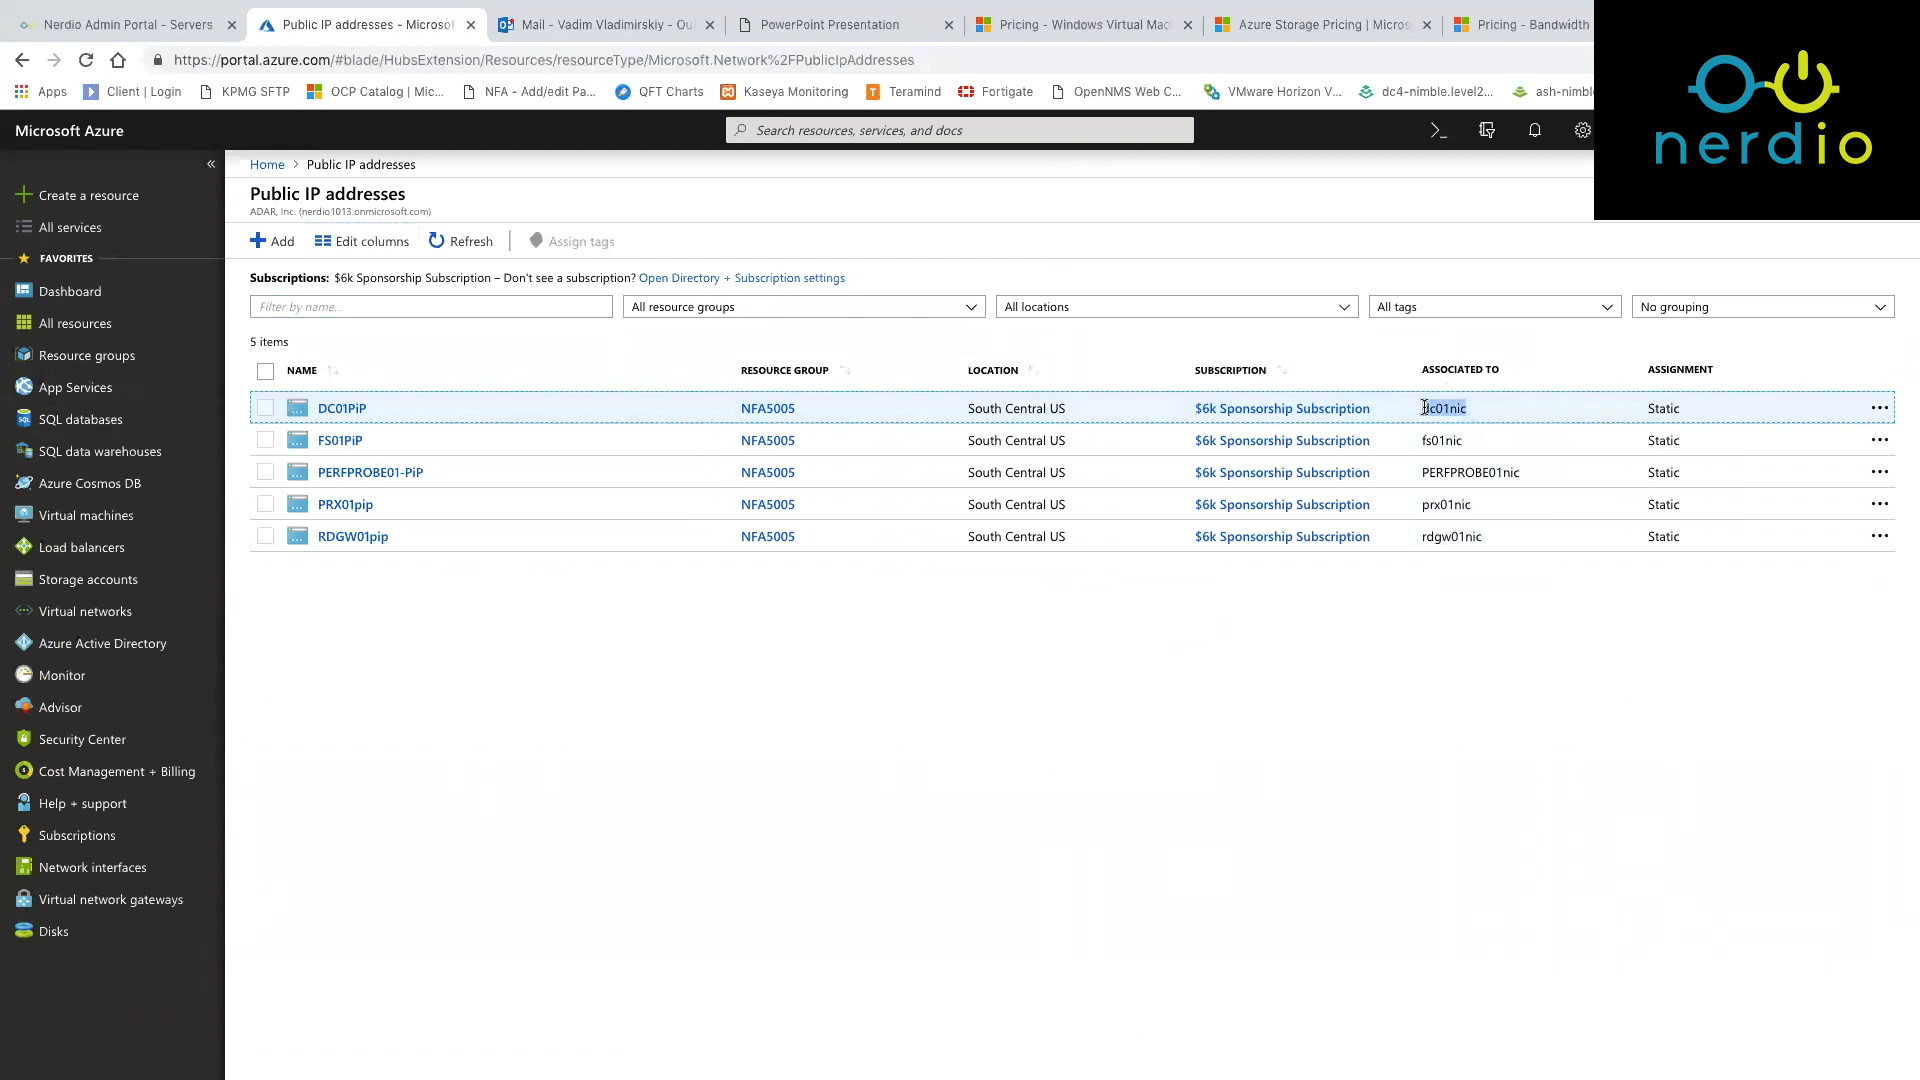 Nerdio Admin Portal - Servers
Public IP addresses - Microsof
Mail - Vadim Vladimirskiy - Ou
PowerPoint Presentation
Pricing - Windows Virtual Mac
Azure Storage Pricing | Micros
Pricing - Bandwidth
https://portal.azure.com/#blade/HubsExtension/Resources/resourceType/Microsoft.Network%2FPublicIpAddresses
Apps
Client | Login
KPMG SFTP
OCP Catalog | Mic...
NFA - Add/edit Pa...
QFT Charts
Kaseya Monitoring
Teramind
Fortigate
OpenNMS Web C...
VMware Horizon V...
dc4-nimble.level2...
ash-nimbl
nerdio
Microsoft Azure
Search resources, services, and docs
Create a resource
All services
FAVORITES
Dashboard
All resources
Resource groups
App Services
SQL databases
SQL data warehouses
Azure Cosmos DB
Virtual machines
Load balancers
Storage accounts
Virtual networks
Azure Active Directory
Monitor
Advisor
Security Center
Cost Management + Billing
Help + support
Subscriptions
Network interfaces
Virtual network gateways
Disks
Home > Public IP addresses
Public IP addresses
ADAR, Inc. (nerdio1013.onmicrosoft.com)
Add
Edit columns
Refresh
Assign tags
Subscriptions: $6k Sponsorship Subscription – Don't see a subscription? Open Directory + Subscription settings
Filter by name...
All resource groups
All locations
All tags
No grouping
5 items
NAME RESOURCE GROUP LOCATION SUBSCRIPTION ASSOCIATED TO ASSIGNMENT
DC01PiP NFA5005 South Central US $6k Sponsorship Subscription dc01nic Static
FS01PiP NFA5005 South Central US $6k Sponsorship Subscription fs01nic Static
PERFPROBE01-PiP NFA5005 South Central US $6k Sponsorship Subscription PERFPROBE01nic Static
PRX01pip NFA5005 South Central US $6k Sponsorship Subscription prx01nic Static
RDGW01pip NFA5005 South Central US $6k Sponsorship Subscription rdgw01nic Static